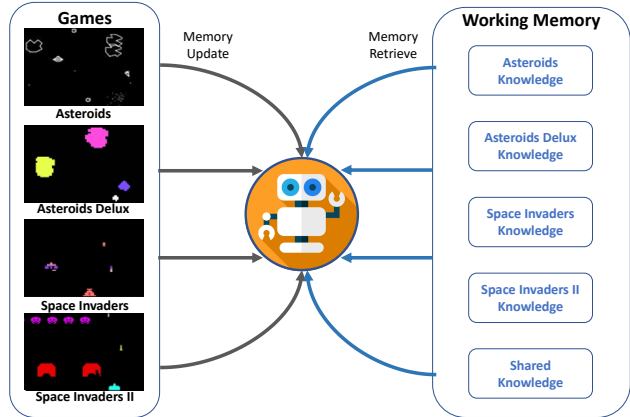 Games
Asteroids
Asteroids Delux
Space Invaders
Space Invaders II
Memory
Update
Memory
Retrieve
Working Memory
Asteroids
Knowledge
Asteroids Delux
Knowledge
Space Invaders
Knowledge
Space Invaders II
Knowledge
Shared
Knowledge